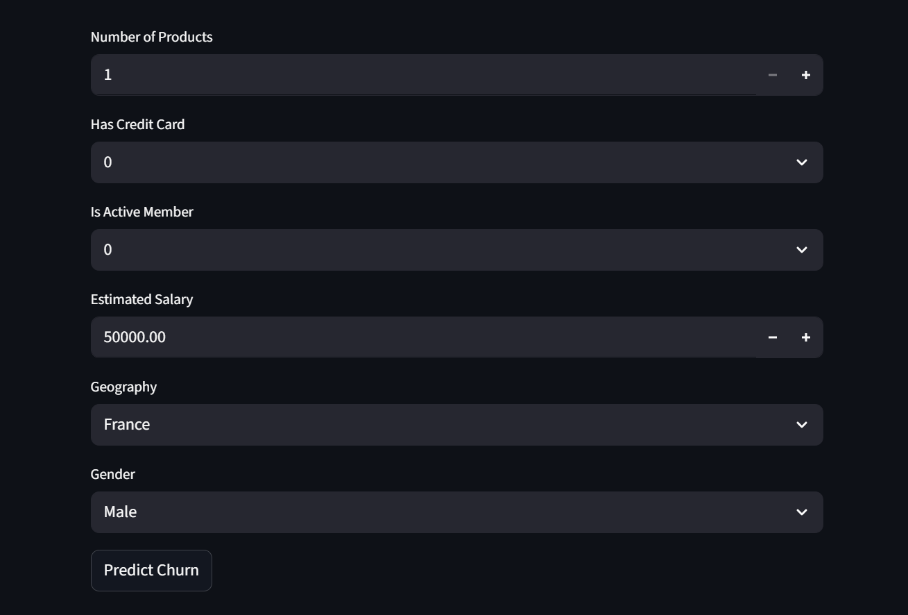 Number of Products
1
Has Credit Card
0
Is Active Member
0
Estimated Salary
50000.00
Geography
France
Gender
Male
Predict Churn